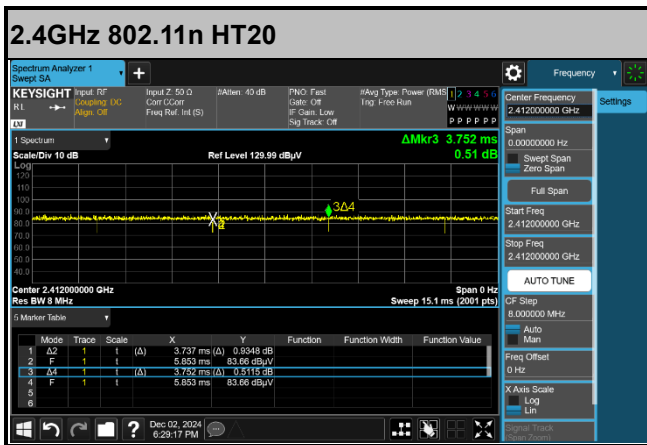 2.4GHz 802.11n HT20
Spectrum Analyzer 1
Swept SA
+
Frequency
KEYSIGHT Input: RF Input Z: 50 Ω #Atten: 40 dB PNO: Fast #Avg Type: Power (RMS 1 2 3 4 5 6
RL Coupling: DC Corr CCorr Gate: Off Trig: Free Run W W W W W W
Align: Off Freq Ref: Int (S) IF Gain: Low P P P P P P
LXI Sig Track: Off
Center Frequency
2.412000000 GHz
Settings
1 Spectrum
ΔMkr3 3.752 ms
Scale/Div 10 dB Ref Level 129.99 dBµV 0.51 dB
Log
120
110
100
90.0
80.0
70.0
60.0
50.0
40.0
3Δ4
Center 2.412000000 GHz Span 0 Hz
Res BW 8 MHz Sweep 15.1 ms (2001 pts)
Span
0.00000000 Hz
Swept Span
Zero Span
Full Span
Start Freq
2.412000000 GHz
Stop Freq
2.412000000 GHz
AUTO TUNE
CF Step
8.000000 MHz
Auto
Man
Freq Offset
0 Hz
X Axis Scale
Log
Lin
Signal Track
(Span Zoom)
5 Marker Table
Mode Trace Scale X Y Function Function Width Function Value
1 Δ2 1 t (Δ) 3.737 ms (Δ) 0.9348 dB
2 F 1 t 5.853 ms 83.66 dBµV
3 Δ4 1 t (Δ) 3.752 ms (Δ) 0.5115 dB
4 F 1 t 5.853 ms 83.66 dBµV
5
6
? Dec 02, 2024
6:29:17 PM